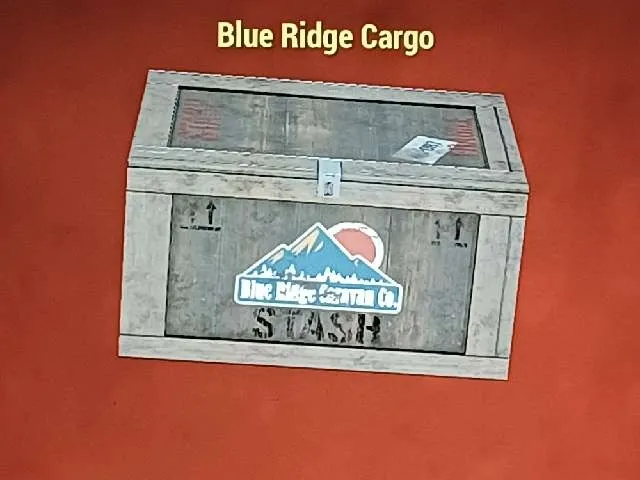 Blue Ridge Cargo
Blue Ridge Caravan Co.
STASH